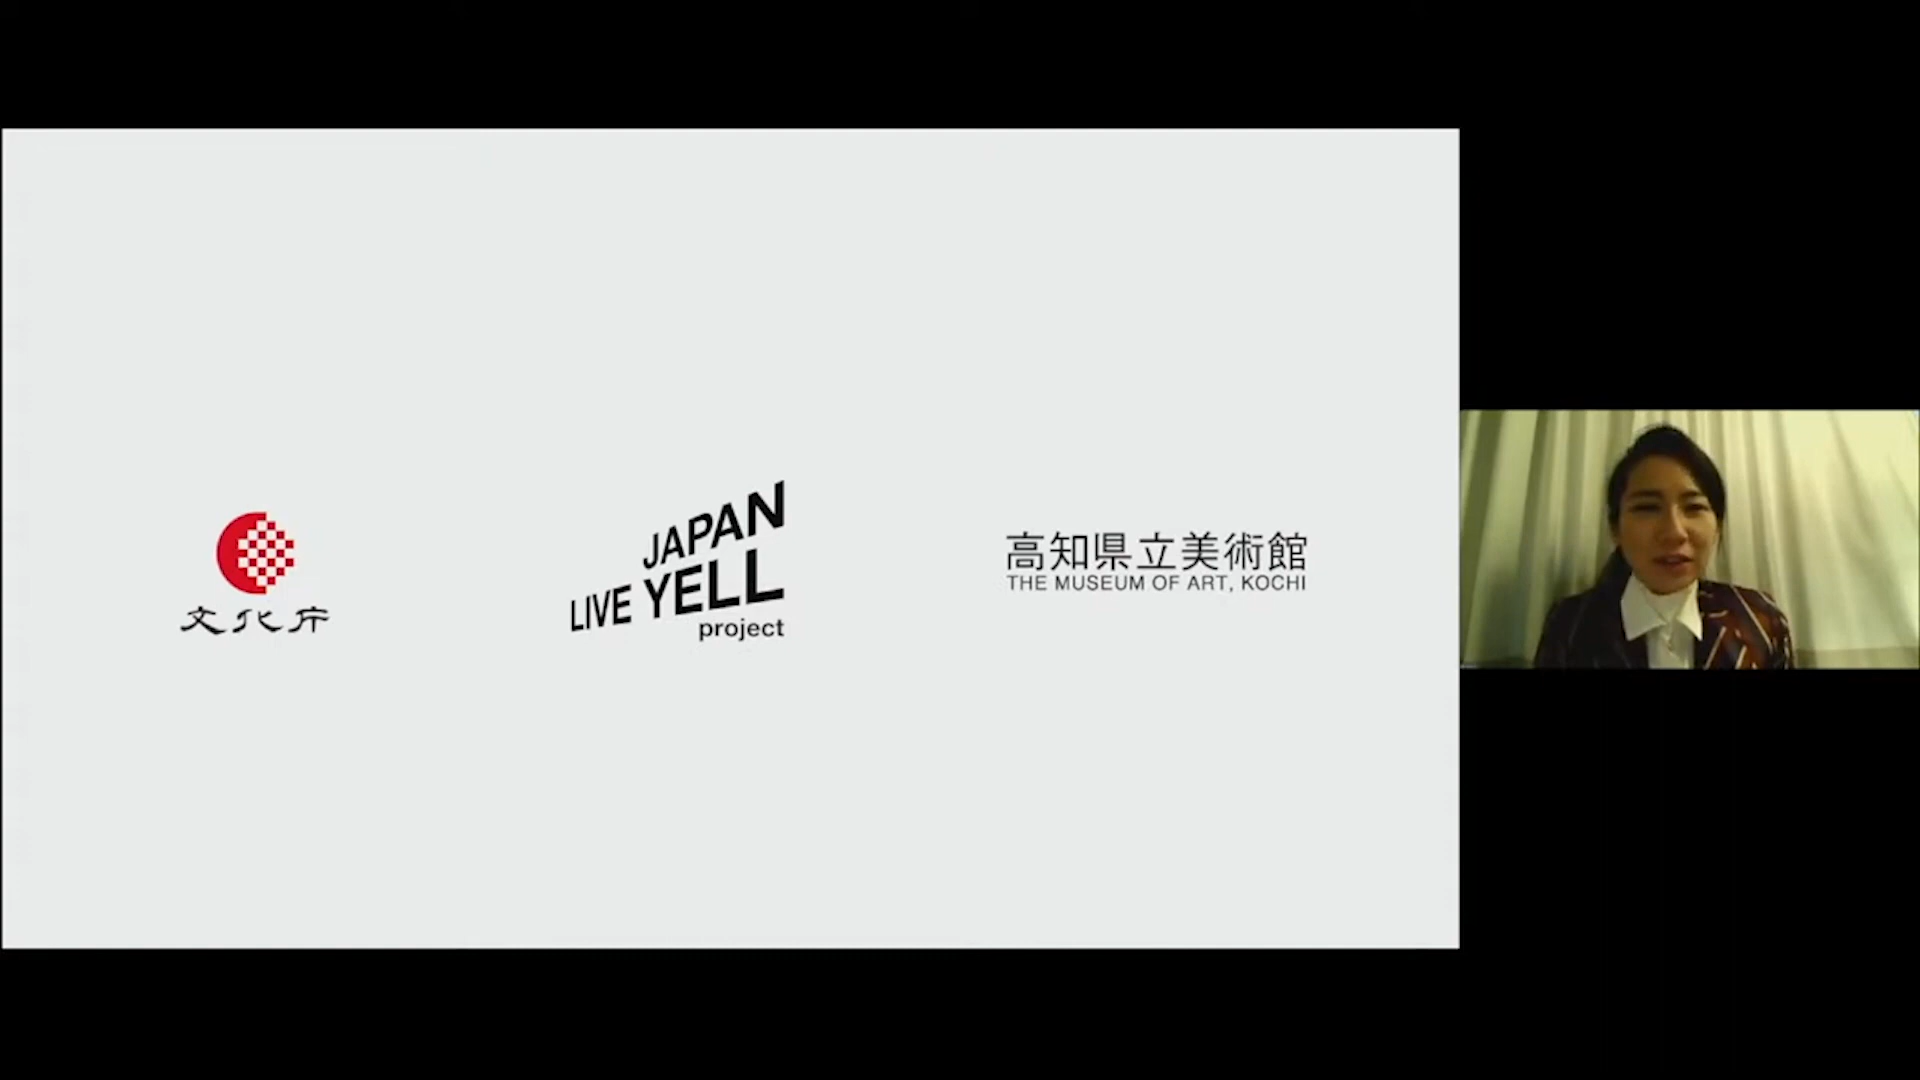 文化庁
JAPAN
LIVE YELL
project
高知県立美術館
THE MUSEUM OF ART, KOCHI